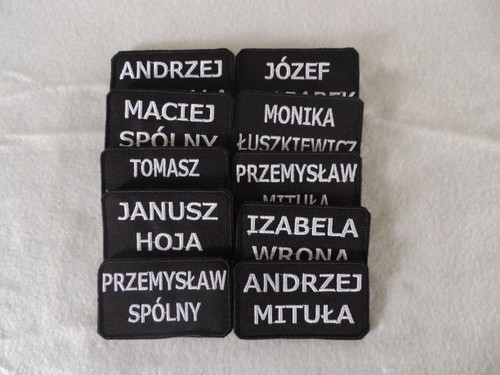 ANDRZEJ
MACIEJ
SPÓLNY
TOMASZ
JANUSZ
HOJA
PRZEMYSŁAW
SPÓLNY
JÓZEF
MONIKA
ŁUSZKIEWICZ
PRZEMYSŁAW
MITUŁA
IZABELA
WRONA
ANDRZEJ
MITUŁA